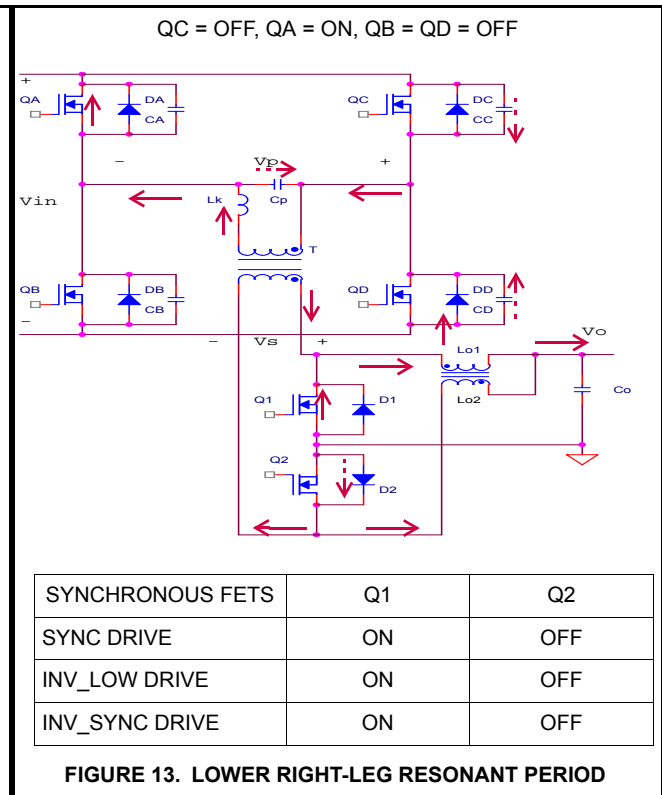 QC = OFF, QA = ON, QB = QD = OFF
+
QA
DA
CA
QC
DC
CC
−
Vp
+
Vin
Lk
Cp
T
QB
DB
CB
QD
DD
CD
−
−
Vs
+
Vo
Lo1
Lo2
Co
Q1
D1
Q2
D2
SYNCHRONOUS FETS Q1 Q2
SYNC DRIVE ON OFF
INV_LOW DRIVE ON OFF
INV_SYNC DRIVE ON OFF
FIGURE 13. LOWER RIGHT-LEG RESONANT PERIOD